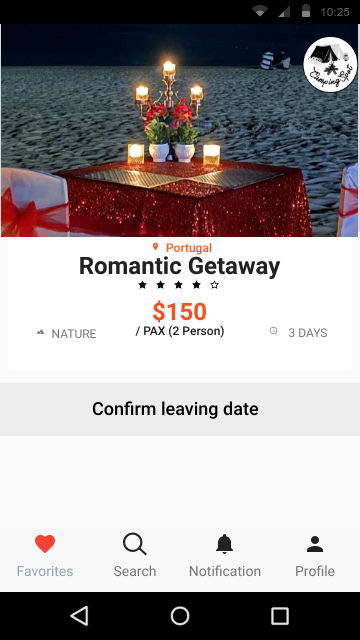 10:25
Camping Spot
Portugal
Romantic Getaway
$150
/ PAX (2 Person)
NATURE
3 DAYS
Confirm leaving date
Favorites
Search
Notification
Profile